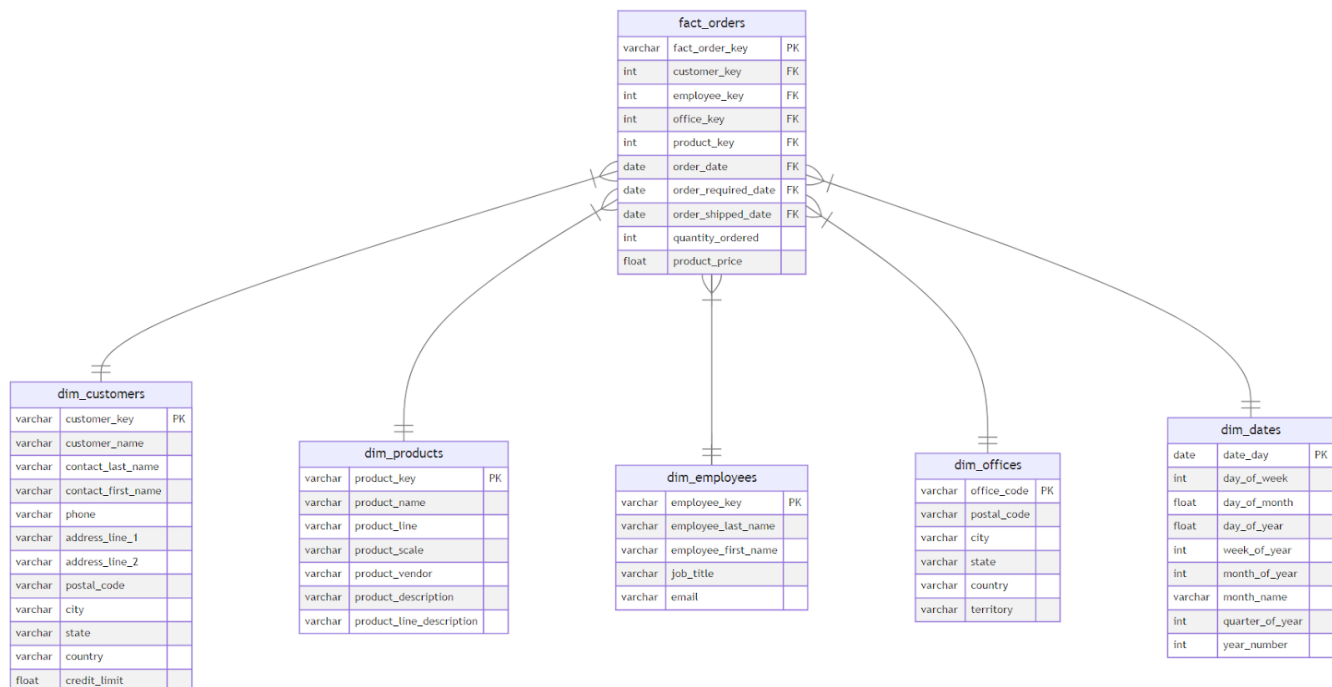 fact_orders
varchar fact_order_key PK
int customer_key FK
int employee_key FK
int office_key FK
int product_key FK
date order_date FK
date order_required_date FK
date order_shipped_date FK
int quantity_ordered
float product_price
dim_customers
varchar customer_key PK
varchar customer_name
varchar contact_last_name
varchar contact_first_name
varchar phone
varchar address_line_1
varchar address_line_2
varchar postal_code
varchar city
varchar state
varchar country
float credit_limit
dim_products
varchar product_key PK
varchar product_name
varchar product_line
varchar product_scale
varchar product_vendor
varchar product_description
varchar product_line_description
dim_employees
varchar employee_key PK
varchar employee_last_name
varchar employee_first_name
varchar job_title
varchar email
dim_offices
varchar office_code PK
varchar postal_code
varchar city
varchar state
varchar country
varchar territory
dim_dates
date date_day PK
int day_of_week
float day_of_month
float day_of_year
int week_of_year
int month_of_year
varchar month_name
int quarter_of_year
int year_number